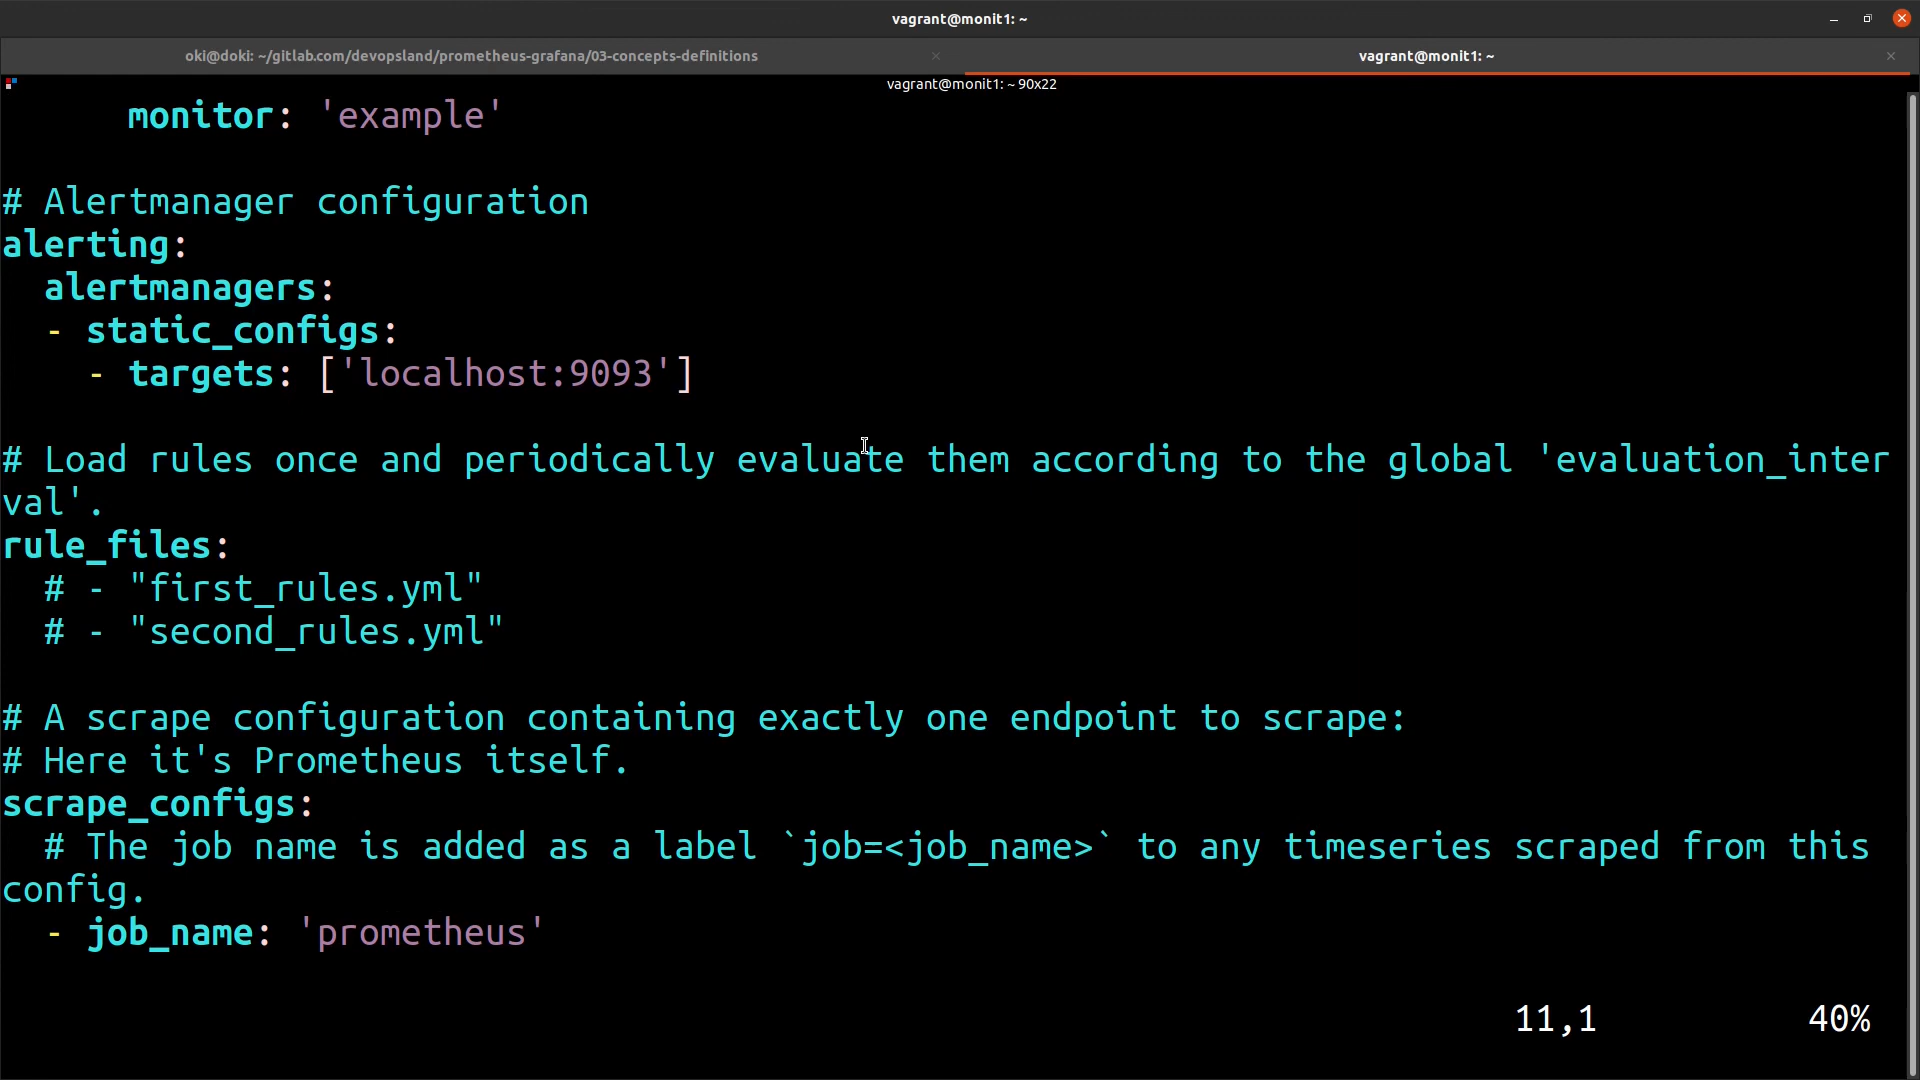 vagrant@monit1: ~
oki@doki: ~/gitlab.com/devopsland/prometheus-grafana/03-concepts-definitions
vagrant@monit1: ~
vagrant@monit1: ~ 90x22
      monitor: 'example'
# Alertmanager configuration
alerting:
  alertmanagers:
  - static_configs:
    - targets: ['localhost:9093']
# Load rules once and periodically evaluate them according to the global 'evaluation_inter
val'.
rule_files:
  # - "first_rules.yml"
  # - "second_rules.yml"
# A scrape configuration containing exactly one endpoint to scrape:
# Here it's Prometheus itself.
scrape_configs:
  # The job name is added as a label `job=<job_name>` to any timeseries scraped from this
config.
  - job_name: 'prometheus'
11,1 40%